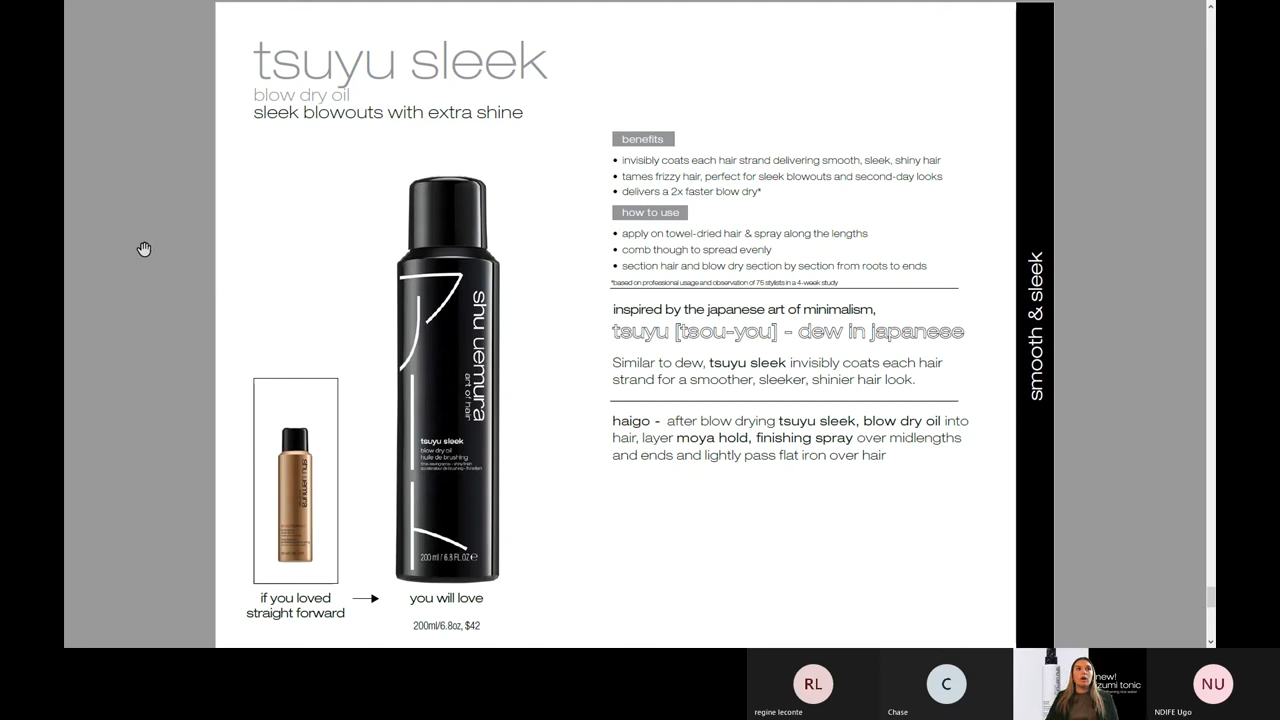 tsuyu sleek
blow dry oil
sleek blowouts with extra shine
benefits
• invisibly coats each hair strand delivering smooth, sleek, shiny hair
• tames frizzy hair, perfect for sleek blowouts and second-day looks
• delivers a 2x faster blow dry*
how to use
• apply on towel-dried hair & spray along the lengths
• comb though to spread evenly
• section hair and blow dry section by section from roots to ends
*based on professional usage and observation of 75 stylists in a 4-week study
inspired by the japanese art of minimalism,
tsuyu [tsou-you] - dew in japanese
Similar to dew, tsuyu sleek invisibly coats each hair
strand for a smoother, sleeker, shinier hair look.
haigo - after blow drying tsuyu sleek, blow dry oil into
hair, layer moya hold, finishing spray over midlengths
and ends and lightly pass flat iron over hair
smooth & sleek
shu uemura
art of hair
tsuyu sleek
blow dry oil
huile de brushing
200 ml / 6.8 FL.OZ e
shu uemura
if you loved
straight forward
you will love
200ml/6.8oz, $42
RL
regine leconte
C
Chase
new!
zumi tonic
NU
NDIFE Ugo